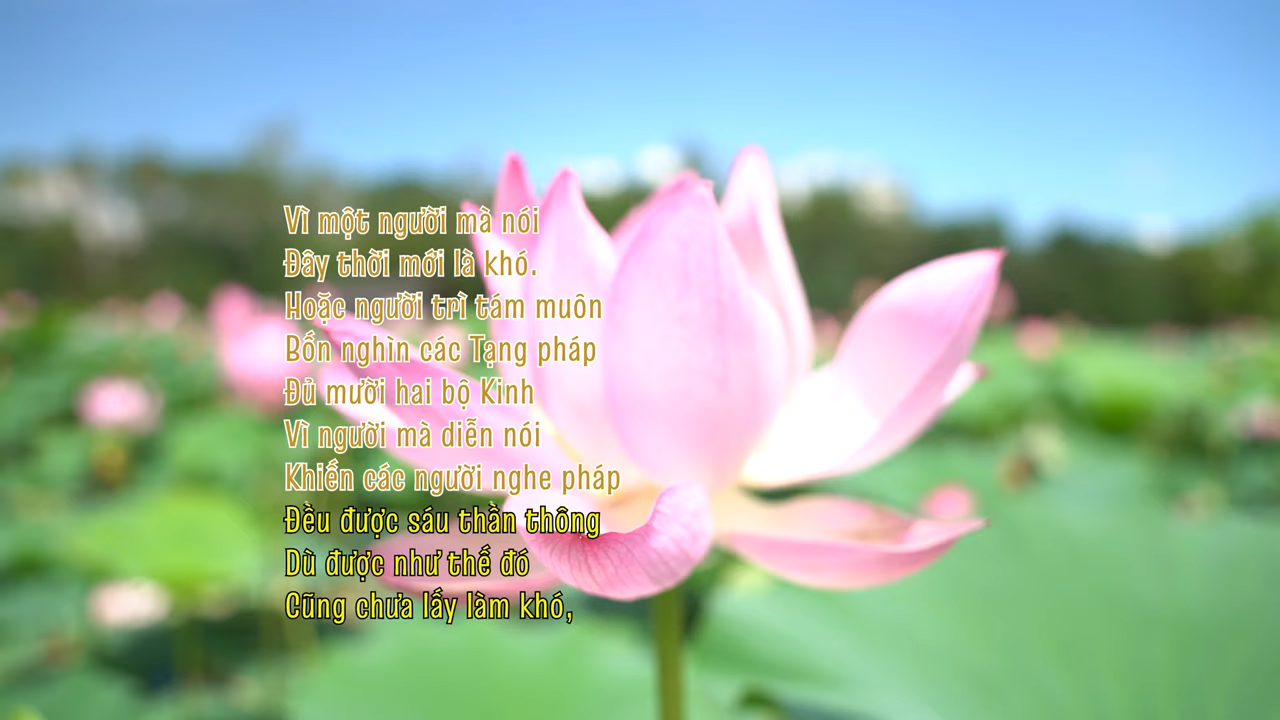 Vì một người mà nói
Đây thời mới là khó.
Hoặc người trì tám muôn
Bốn nghìn các Tạng pháp
Đủ mười hai bộ Kinh
Vì người mà diễn nói
Khiến các người nghe pháp
Đều được sáu thần thông
Dù được như thế đó
Cũng chưa lấy làm khó,